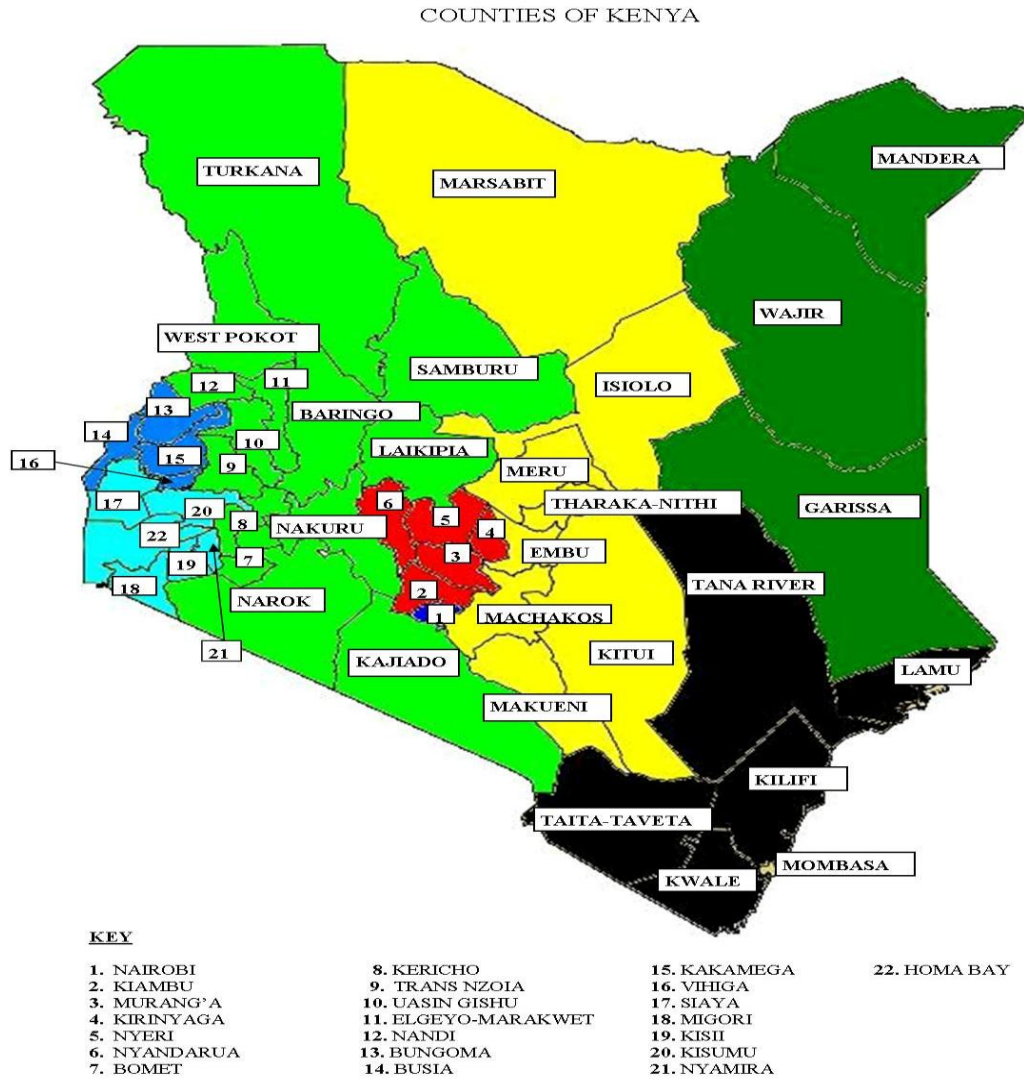 COUNTIES OF KENYA
MANDERA
TURKANA
MARSABIT
WAJIR
WEST POKOT
SAMBURU
ISIOLO
11
12
13
BARINGO
14
10
LAIKIPIA
15
16
9
MERU
6
THARAKA-NITHI
GARISSA
17
20
5
8
NAKURU
4
22
EMBU
3
7
19
TANA RIVER
18
NAROK
2
1
MACHAKOS
21
KITUI
KAJIADO
LAMU
MAKUENI
KILIFI
TAITA-TAVETA
MOMBASA
KWALE
KEY
1. NAIROBI
2. KIAMBU
3. MURANG'A
4. KIRINYAGA
5. NYERI
6. NYANDARUA
7. BOMET
8. KERICHO
9. TRANS NZOIA
10. UASIN GISHU
11. ELGEYO-MARAKWET
12. NANDI
13. BUNGOMA
14. BUSIA
15. KAKAMEGA
16. VIHIGA
17. SIAYA
18. MIGORI
19. KISII
20. KISUMU
21. NYAMIRA
22. HOMA BAY